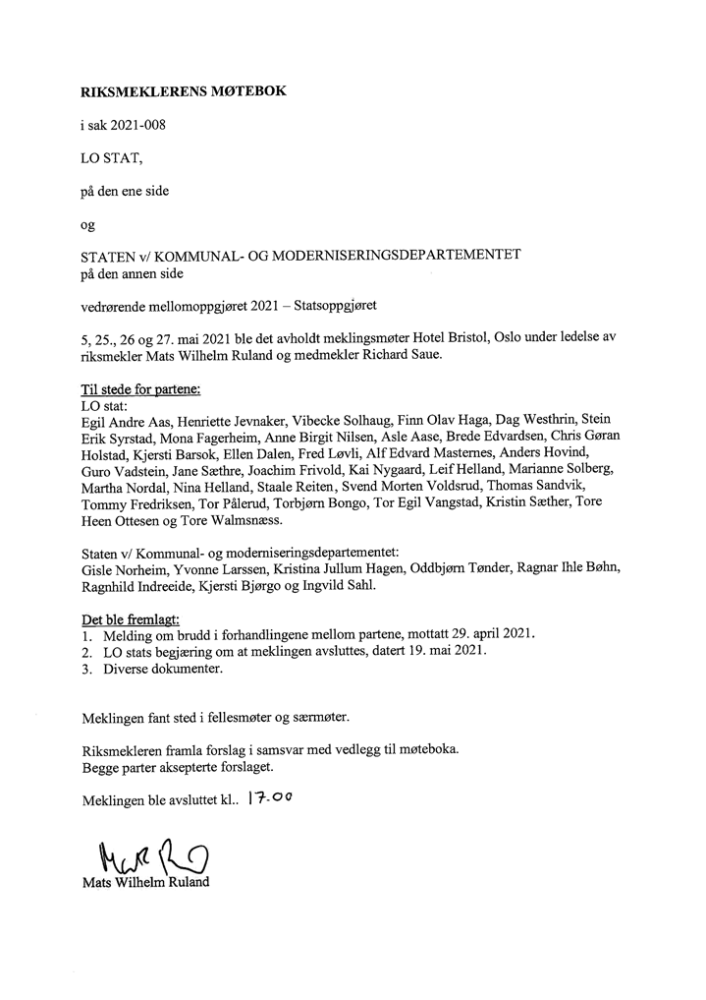 RIKSMEKLERENS MØTEBOK
i sak 2021-008
LO STAT,
på den ene side
og
STATEN v/ KOMMUNAL- OG MODERNISERINGSDEPARTEMENTET
på den annen side
vedrørende mellomoppgjøret 2021 – Statsoppgjøret
5, 25., 26 og 27. mai 2021 ble det avholdt meklingsmøter Hotel Bristol, Oslo under ledelse av
riksmekler Mats Wilhelm Ruland og medmekler Richard Saue.
Til stede for partene:
LO stat:
Egil Andre Aas, Henriette Jevnaker, Vibecke Solhaug, Finn Olav Haga, Dag Westhrin, Stein
Erik Syrstad, Mona Fagerheim, Anne Birgit Nilsen, Asle Aase, Brede Edvardsen, Chris Gøran
Holstad, Kjersti Barsok, Ellen Dalen, Fred Løvli, Alf Edvard Masternes, Anders Hovind,
Guro Vadstein, Jane Sæthre, Joachim Frivold, Kai Nygaard, Leif Helland, Marianne Solberg,
Martha Nordal, Nina Helland, Staale Reiten, Svend Morten Voldsrud, Thomas Sandvik,
Tommy Fredriksen, Tor Pålerud, Torbjørn Bongo, Tor Egil Vangstad, Kristin Sæther, Tore
Heen Ottesen og Tore Walmsnæss.
Staten v/ Kommunal- og moderniseringsdepartementet:
Gisle Norheim, Yvonne Larssen, Kristina Jullum Hagen, Oddbjørn Tønder, Ragnar Ihle Bøhn,
Ragnhild Indreeide, Kjersti Bjørgo og Ingvild Sahl.
Det ble fremlagt:
1. Melding om brudd i forhandlingene mellom partene, mottatt 29. april 2021.
2. LO stats begjæring om at meklingen avsluttes, datert 19. mai 2021.
3. Diverse dokumenter.
Meklingen fant sted i fellesmøter og særmøter.
Riksmekleren framla forslag i samsvar med vedlegg til møteboka.
Begge parter aksepterte forslaget.
Meklingen ble avsluttet kl.. 17-00
Mats Wilhelm Ruland